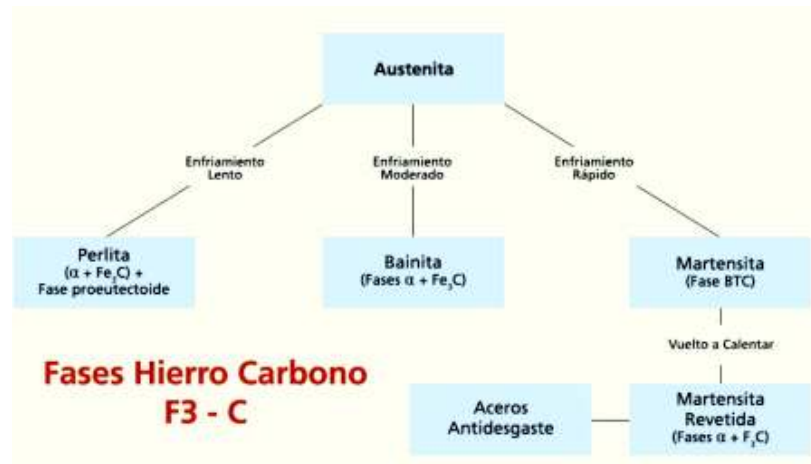 Austenita
Enfriamiento
Lento
Enfriamiento
Moderado
Enfriamiento
Rápido
Perlita
(α + Fe₃C) +
Fase proeutectoide
Bainita
(Fases α + Fe₃C)
Martensita
(Fase BTC)
Vuelto a Calentar
Fases Hierro Carbono
F3 - C
Aceros
Antidesgaste
Martensita
Revetida
(Fases α + F₃C)